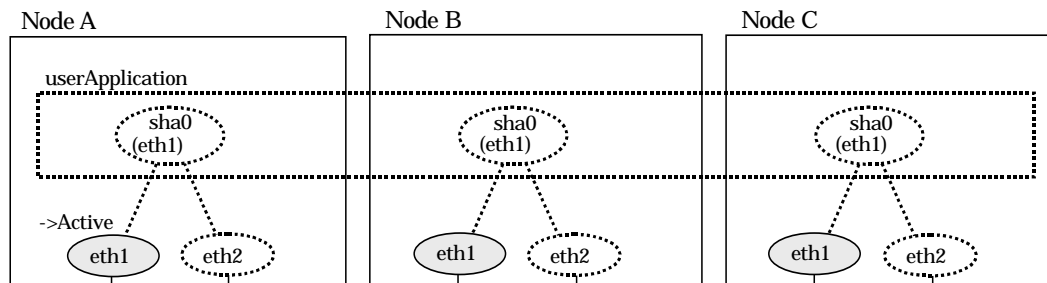 Node A
Node B
Node C
userApplication
sha0
(eth1)
sha0
(eth1)
sha0
(eth1)
->Active
eth1
eth2
eth1
eth2
eth1
eth2